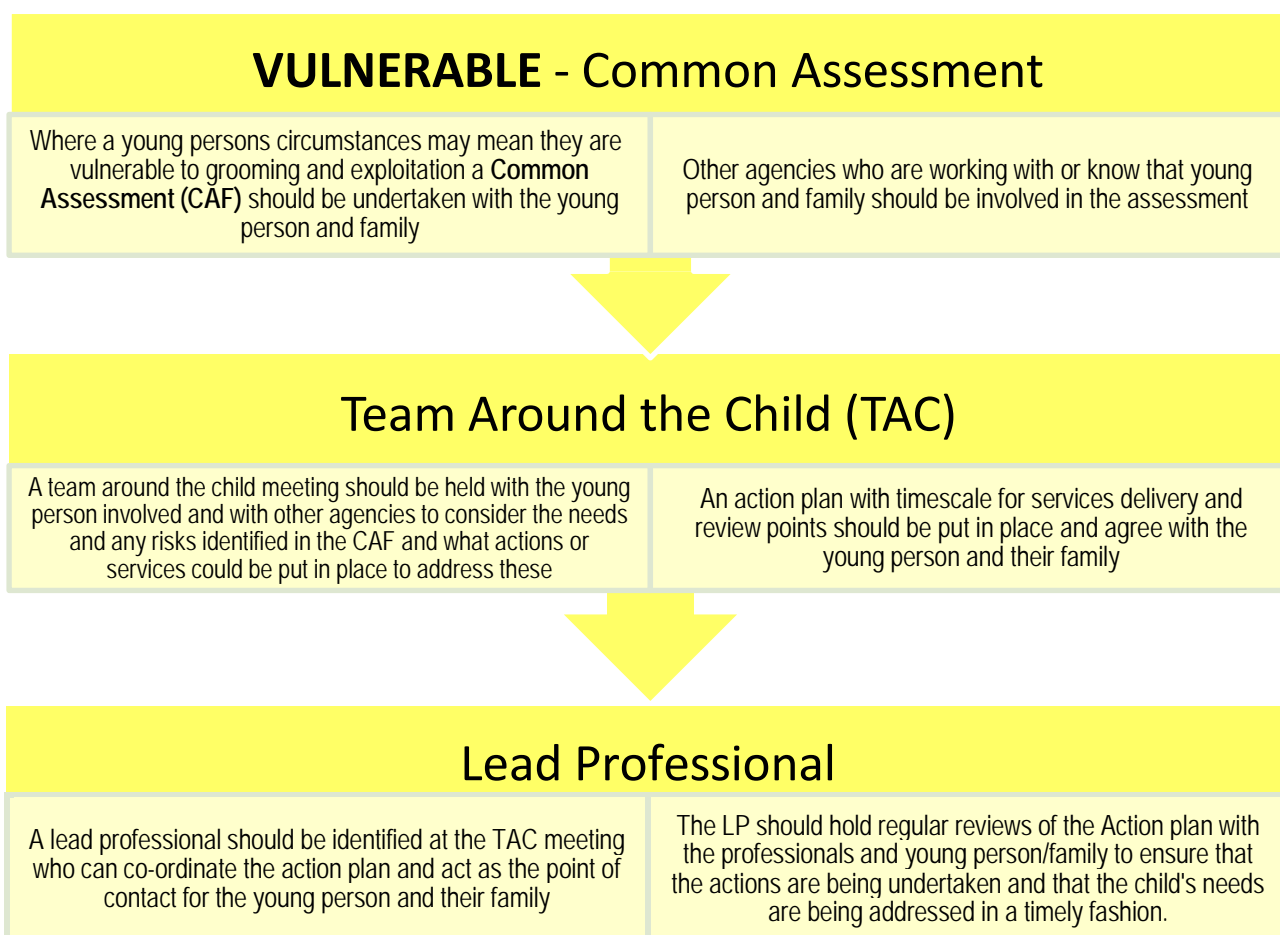 VULNERABLE - Common Assessment
Where a young persons circumstances may mean they are
vulnerable to grooming and exploitation a Common
Assessment (CAF) should be undertaken with the young
person and family
Other agencies who are working with or know that young
person and family should be involved in the assessment
Team Around the Child (TAC)
A team around the child meeting should be held with the young
person involved and with other agencies to consider the needs
and any risks identified in the CAF and what actions or
services could be put in place to address these
An action plan with timescale for services delivery and
review points should be put in place and agree with the
young person and their family
Lead Professional
A lead professional should be identified at the TAC meeting
who can co-ordinate the action plan and act as the point of
contact for the young person and their family
The LP should hold regular reviews of the Action plan with
the professionals and young person/family to ensure that
the actions are being undertaken and that the child's needs
are being addressed in a timely fashion.